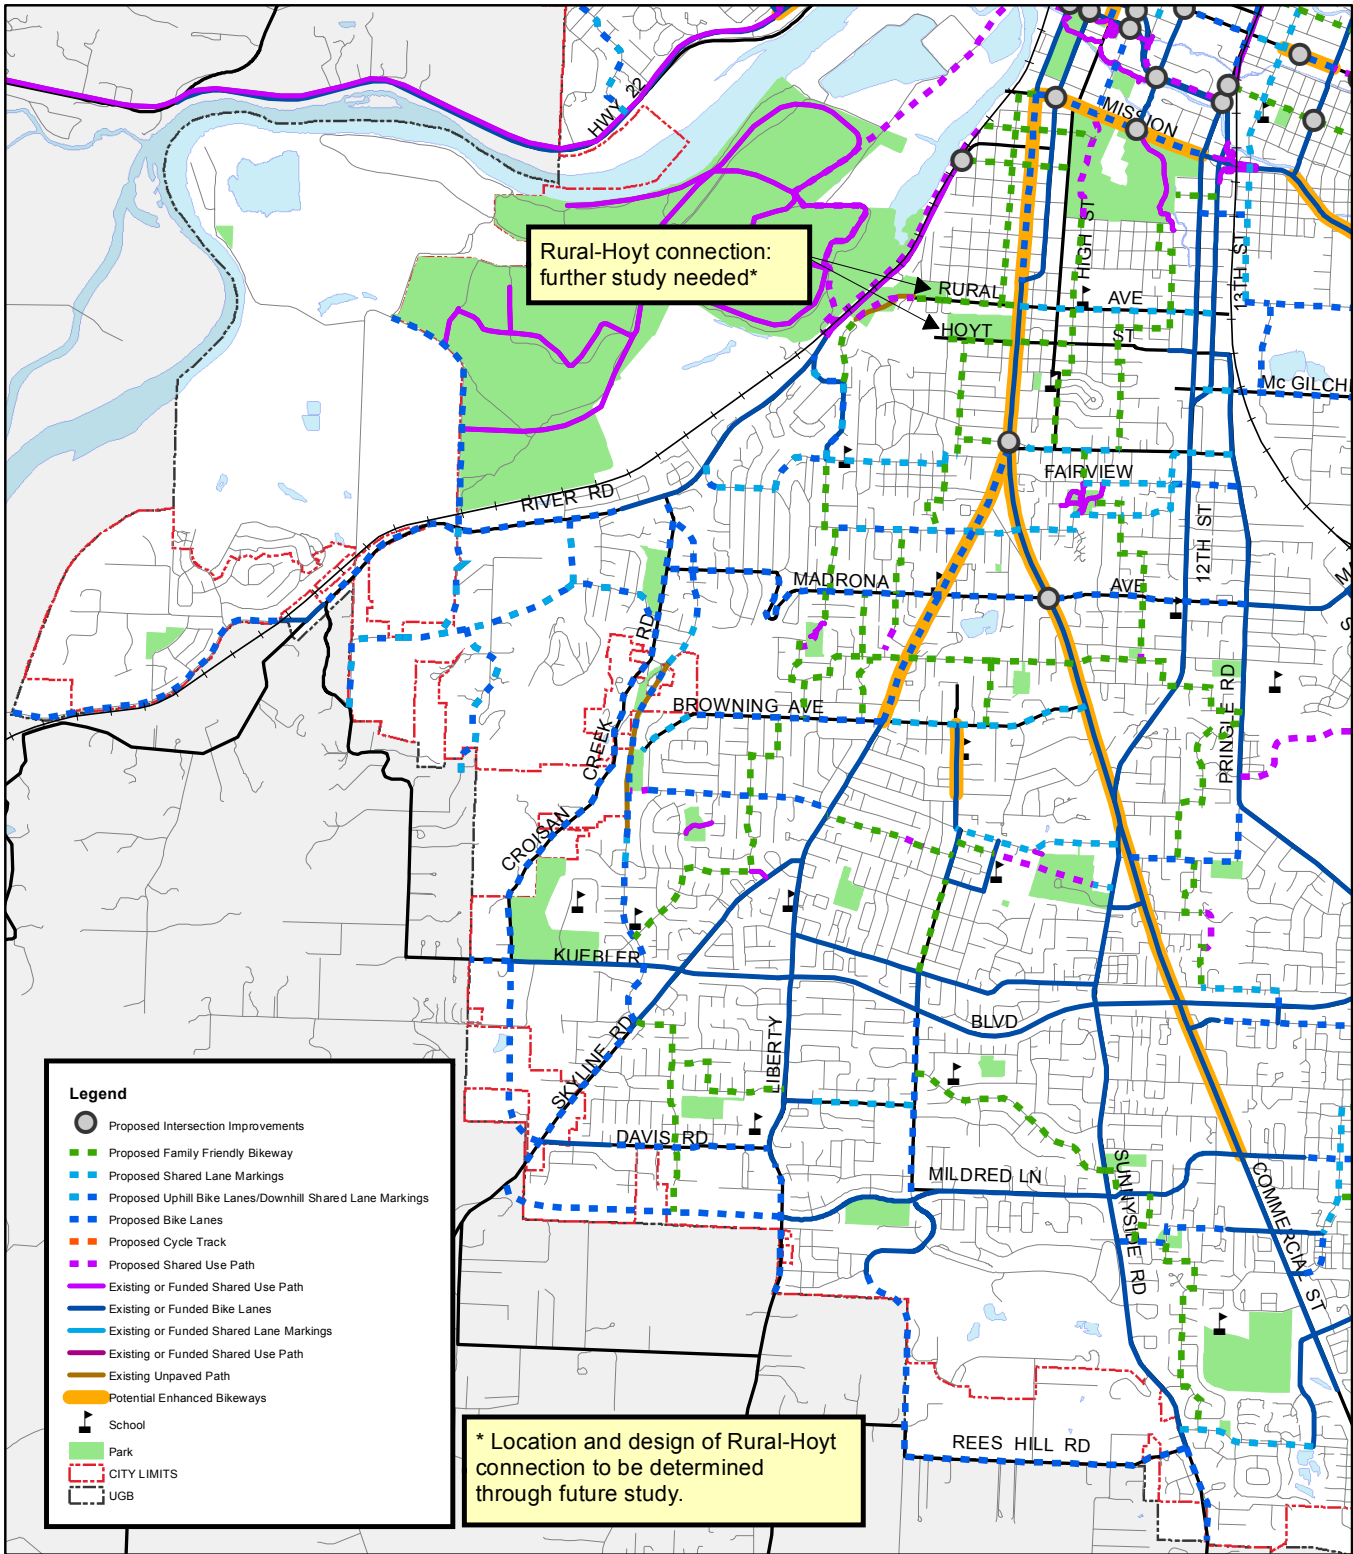 HWY 22
MISSION
Rural-Hoyt connection:
further study needed*
HIGH ST
13TH ST
RURAL
AVE
HOYT
ST
Mc GILCH
FAIRVIEW
RIVER RD
12TH ST
MADRONA
AVE
RD
CREEK
CROISAN
BROWNING AVE
PRINGLE RD
KUEBLER
BLVD
SKYLINE RD
LIBERTY
DAVIS RD
MILDRED LN
SUNNYSIDE RD
COMMERCIAL ST
REES HILL RD
Legend
Proposed Intersection Improvements
Proposed Family Friendly Bikeway
Proposed Shared Lane Markings
Proposed Uphill Bike Lanes/Downhill Shared Lane Markings
Proposed Bike Lanes
Proposed Cycle Track
Proposed Shared Use Path
Existing or Funded Shared Use Path
Existing or Funded Bike Lanes
Existing or Funded Shared Lane Markings
Existing or Funded Shared Use Path
Existing Unpaved Path
Potential Enhanced Bikeways
School
Park
CITY LIMITS
UGB
* Location and design of Rural-Hoyt
connection to be determined
through future study.